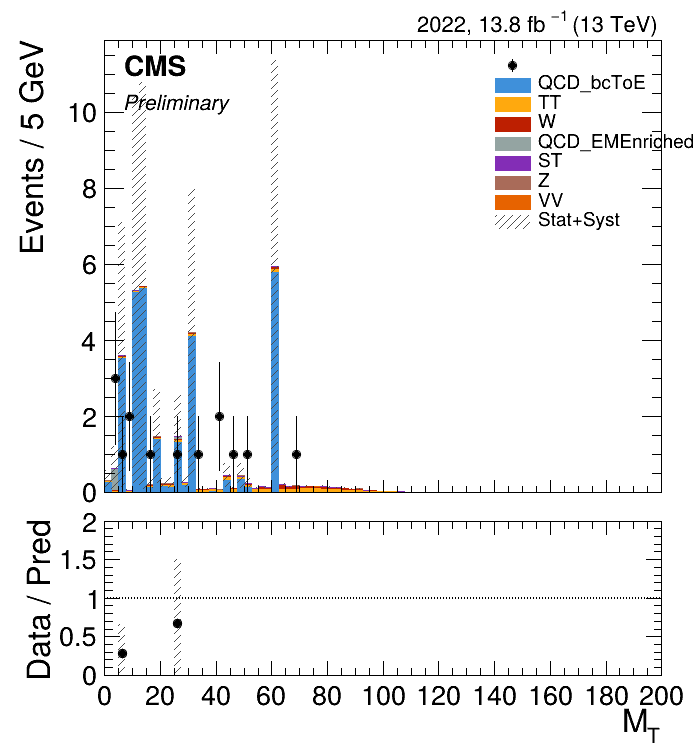 2022, 13.8 fb⁻¹ (13 TeV)
CMS
Preliminary
QCD_bcToE
TT
W
QCD_EMEnriched
ST
Z
VV
Stat+Syst
Events / 5 GeV
10
8
6
4
2
0
Data / Pred
2
1.5
1
0.5
0
0 20 40 60 80 100 120 140 160 180 200
M_T